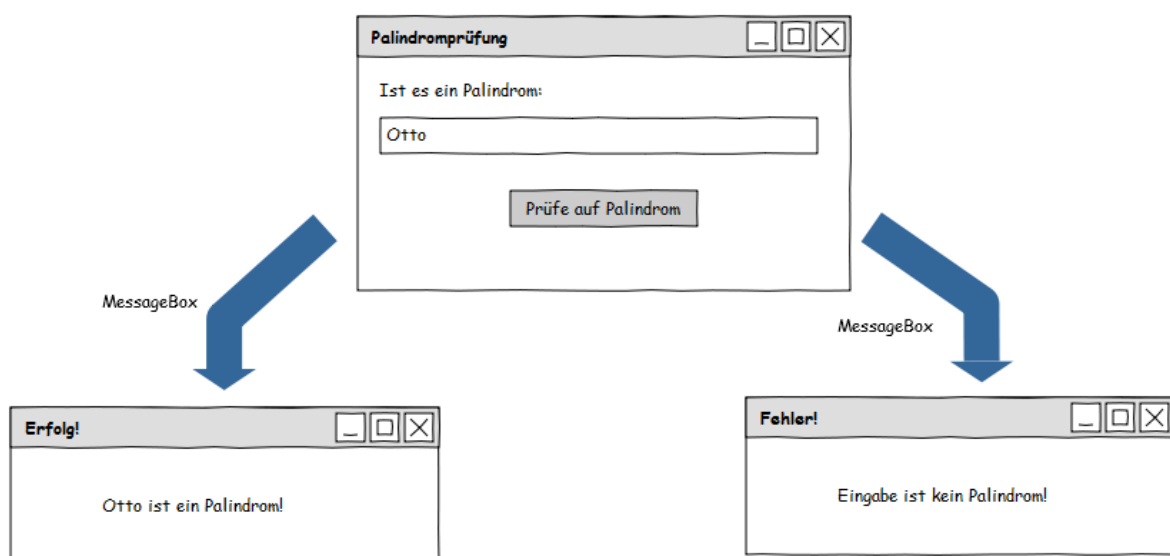 Palindromprüfung
Ist es ein Palindrom:
Otto
Prüfe auf Palindrom
MessageBox
MessageBox
Erfolg!
Otto ist ein Palindrom!
Fehler!
Eingabe ist kein Palindrom!